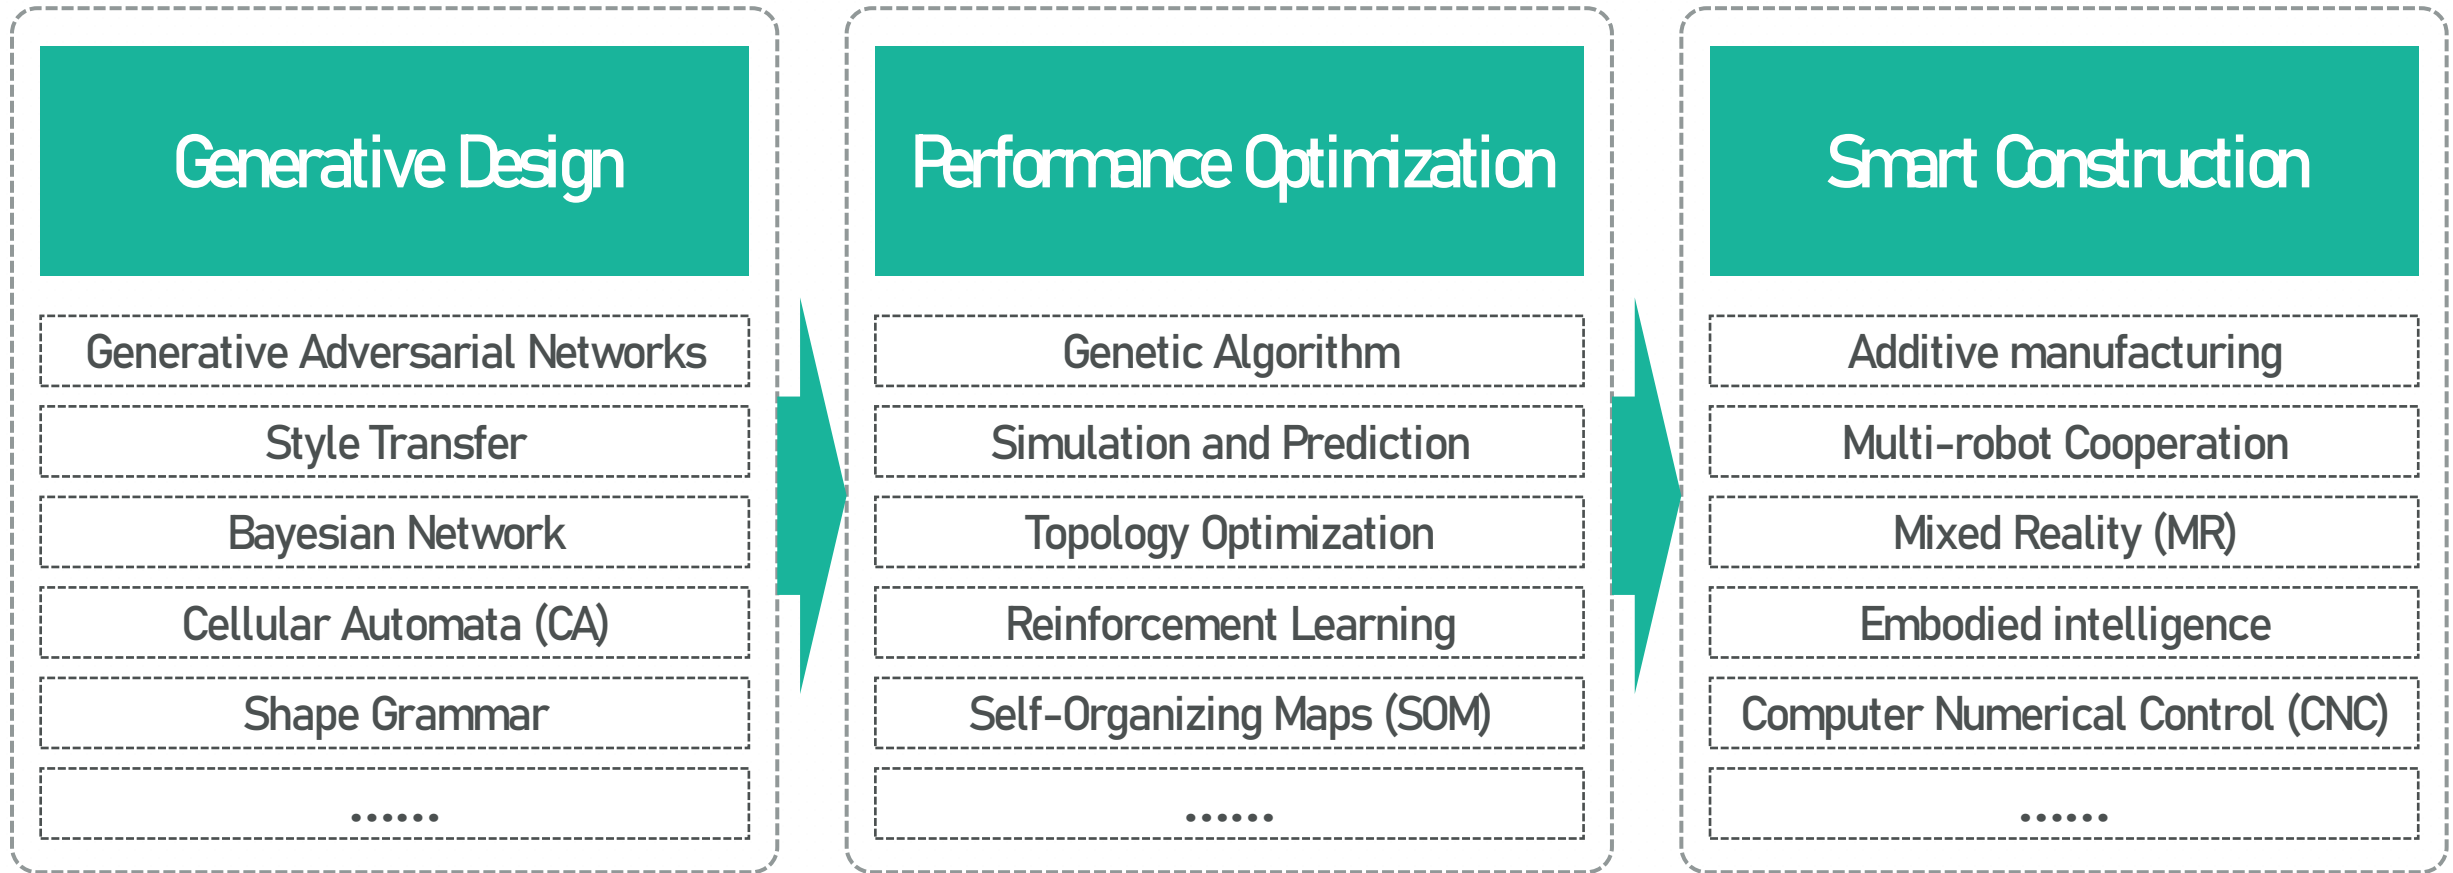 Generative Design
Generative Adversarial Networks
Style Transfer
Bayesian Network
Cellular Automata (CA)
Shape Grammar
......
Performance Optimization
Genetic Algorithm
Simulation and Prediction
Topology Optimization
Reinforcement Learning
Self-Organizing Maps (SOM)
......
Smart Construction
Additive manufacturing
Multi-robot Cooperation
Mixed Reality (MR)
Embodied intelligence
Computer Numerical Control (CNC)
......